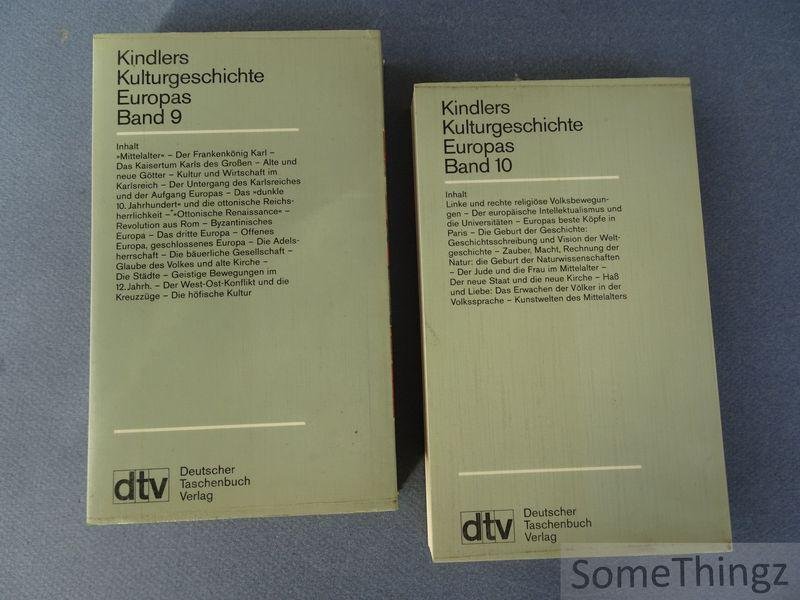 Kindlers
Kulturgeschichte
Europas
Band 9
Inhalt
»Mittelalter« – Der Frankenkönig Karl –
Das Kaisertum Karls des Großen – Alte und
neue Götter – Kultur und Wirtschaft im
Karlsreich – Der Untergang des Karlsreiches
und der Aufgang Europas – Das »dunkle
10. Jahrhundert« und die ottonische Reichs-
herrlichkeit – »Ottonische Renaissance« –
Revolution aus Rom – Byzantinisches
Europa – Das dritte Europa – Offenes
Europa, geschlossenes Europa – Die Adels-
herrschaft – Die bäuerliche Gesellschaft –
Glaube des Volkes und alte Kirche –
Die Städte – Geistige Bewegungen im
12. Jahrh. – Der West-Ost-Konflikt und die
Kreuzzüge – Die höfische Kultur
dtv
Deutscher
Taschenbuch
Verlag
Kindlers
Kulturgeschichte
Europas
Band 10
Inhalt
Linke und rechte religiöse Volksbewegun-
gen – Der europäische Intellektualismus und
die Universitäten – Europas beste Köpfe in
Paris – Die Geburt der Geschichte:
Geschichtsschreibung und Vision der Welt-
geschichte – Zauber, Macht, Rechnung der
Natur: die Geburt der Naturwissenschaften
– Der Jude und die Frau im Mittelalter –
Der neue Staat und die neue Kirche – Haß
und Liebe: Das Erwachen der Völker in der
Volkssprache – Kunstwelten des Mittelalters
dtv
Deutscher
Taschenbuch
Verlag
SomeThingz